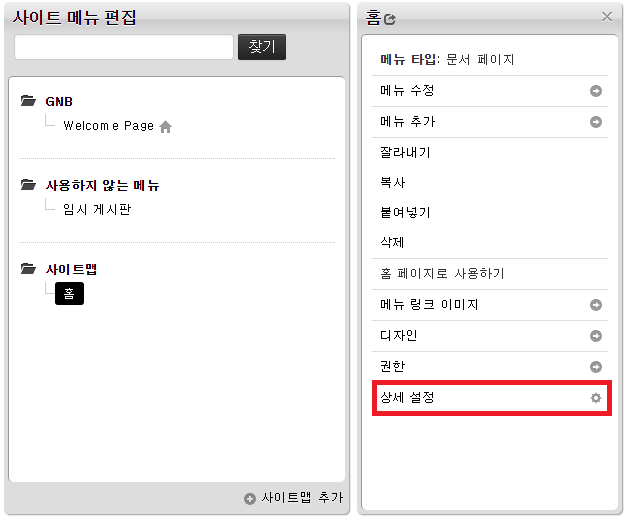 사이트 메뉴 편집
찾기
GNB
Welcome Page
사용하지 않는 메뉴
임시 게시판
사이트맵
홈
사이트맵 추가
홈
메뉴 타입: 문서 페이지
메뉴 수정
메뉴 추가
잘라내기
복사
붙여넣기
삭제
홈 페이지로 사용하기
메뉴 링크 이미지
디자인
권한
상세 설정